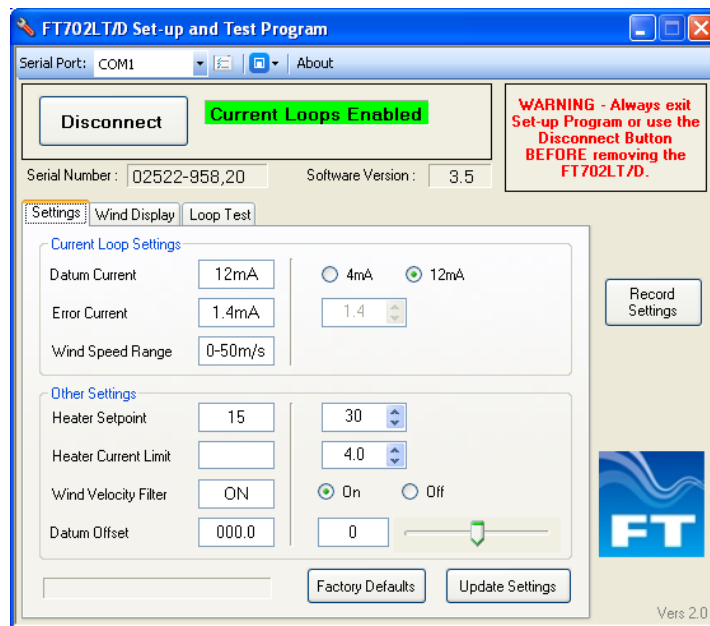 FT702LT/D Set-up and Test Program
Serial Port: COM1 About
Disconnect
Current Loops Enabled
WARNING - Always exit
Set-up Program or use the
Disconnect Button
BEFORE removing the
FT702LT/D.
Serial Number : 02522-958,20 Software Version : 3.5
Settings Wind Display Loop Test
Current Loop Settings
Datum Current 12mA 4mA 12mA
Error Current 1.4mA 1.4
Wind Speed Range 0-50m/s
Record
Settings
Other Settings
Heater Setpoint 15 30
Heater Current Limit 4.0
Wind Velocity Filter ON On Off
Datum Offset 000.0 0
FT
Factory Defaults Update Settings
Vers 2.0